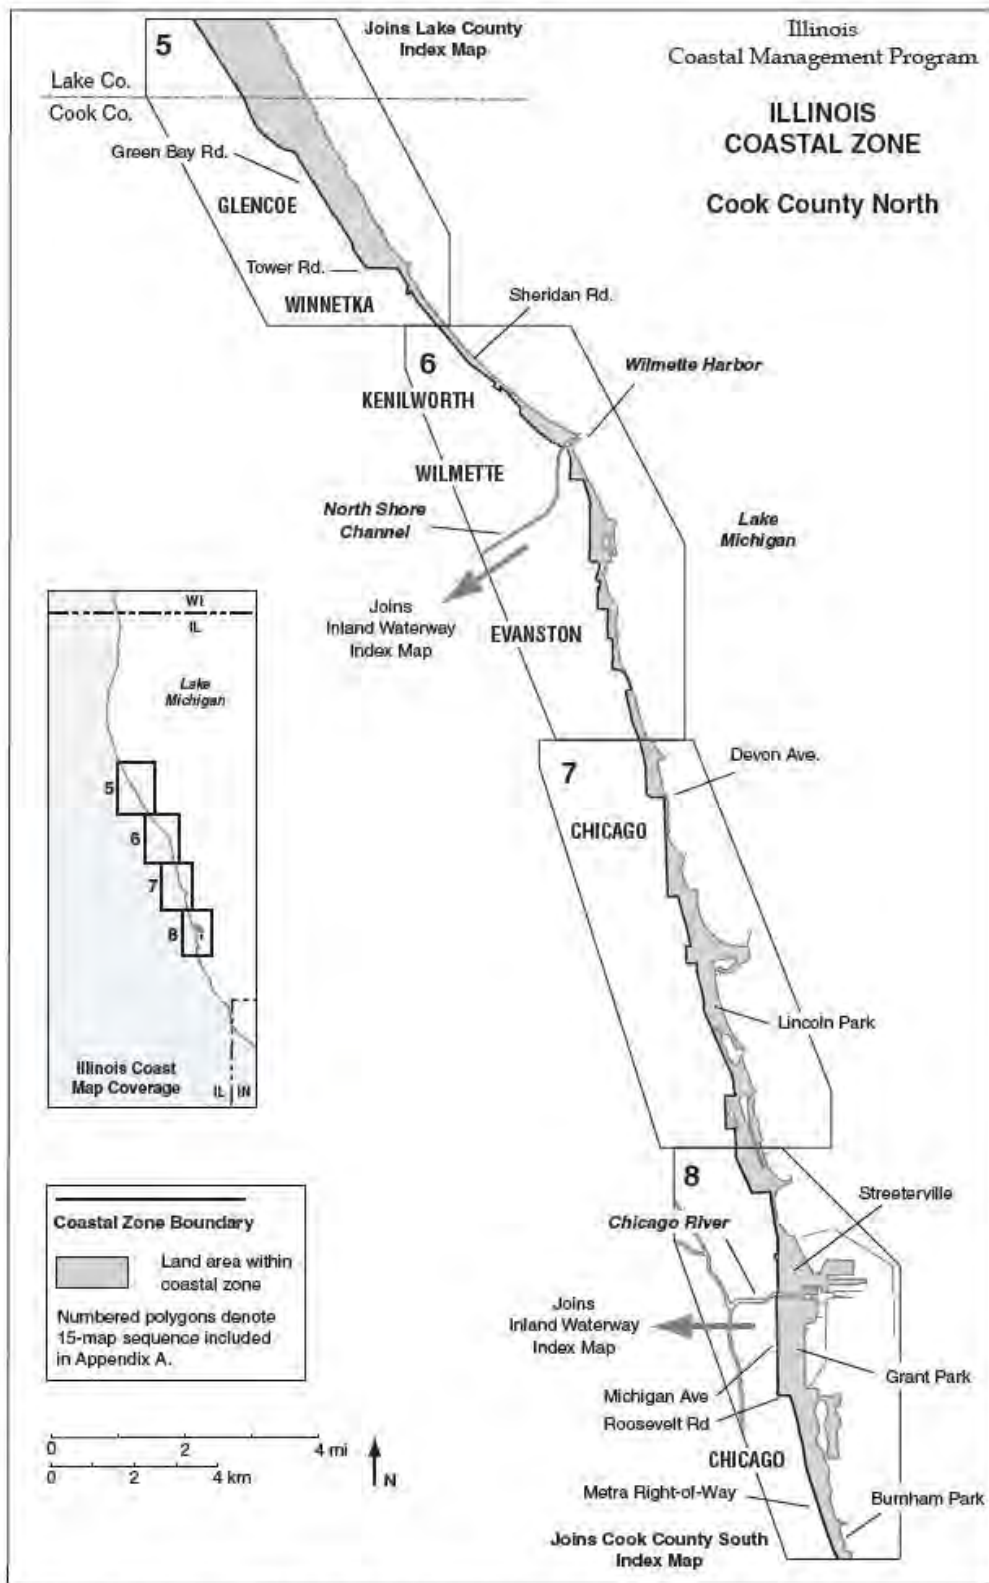 Illinois
Coastal Management Program
ILLINOIS
COASTAL ZONE
Cook County North
5
Joins Lake County
Index Map
Lake Co.
Cook Co.
Green Bay Rd.
GLENCOE
Tower Rd.
WINNETKA
Sheridan Rd.
6
Wilmette Harbor
KENILWORTH
WILMETTE
North Shore
Channel
Lake
Michigan
Joins
Inland Waterway
Index Map
EVANSTON
WI
IL
Lake
Michigan
5
6
7
8
Illinois Coast
Map Coverage
IL
IN
7
Devon Ave.
CHICAGO
Lincoln Park
8
Streeterville
Chicago River
Joins
Inland Waterway
Index Map
Grant Park
Michigan Ave
Roosevelt Rd
CHICAGO
Metra Right-of-Way
Burnham Park
Joins Cook County South
Index Map
Coastal Zone Boundary
Land area within
coastal zone
Numbered polygons denote
15-map sequence included
in Appendix A.
0 2 4 mi
0 2 4 km
N